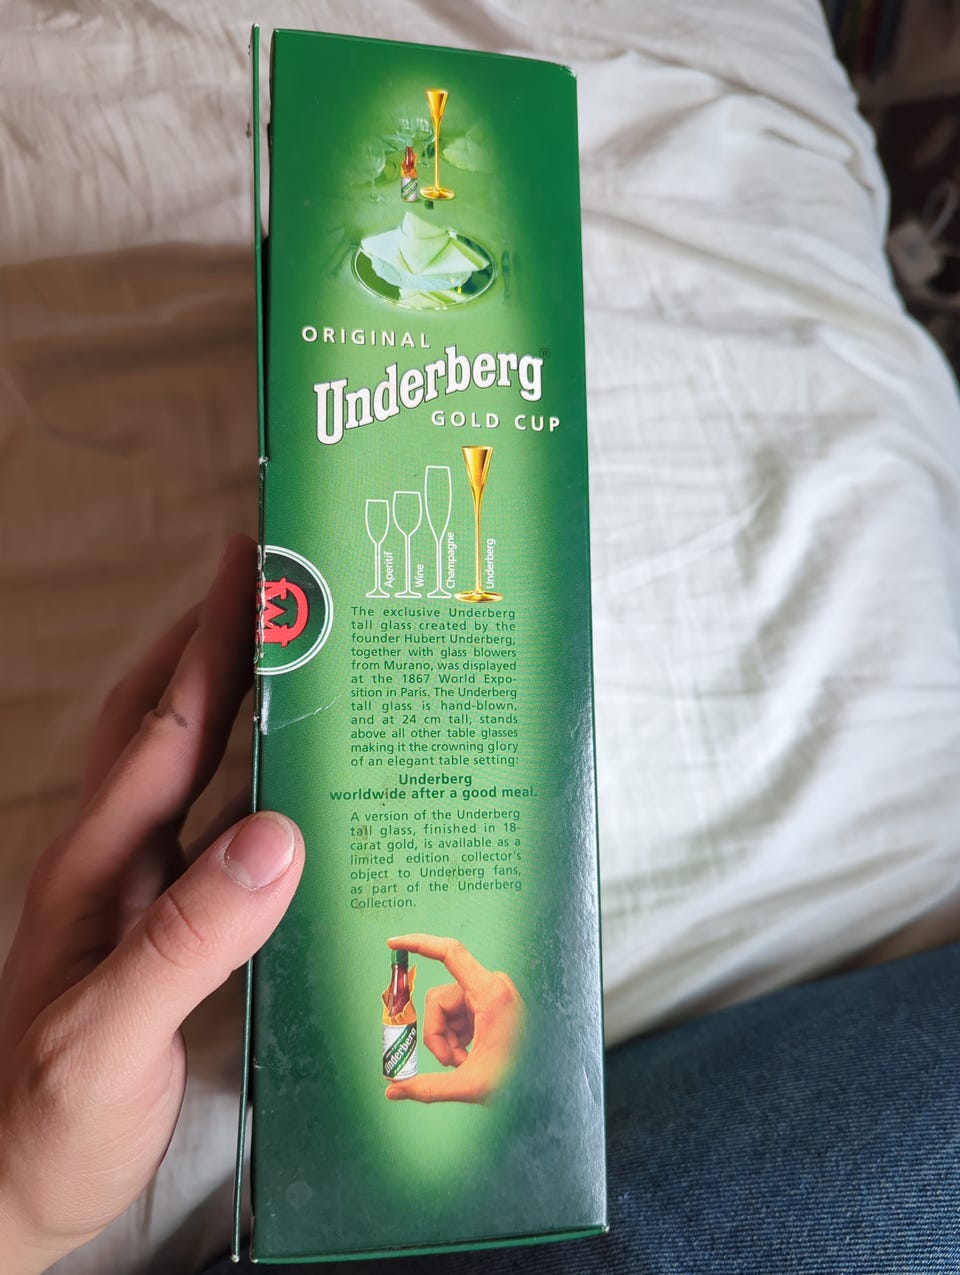 ORIGINAL
Underberg®
GOLD CUP
Aperitif
Wine
Champagne
Underberg
The exclusive Underberg
tall glass created by the
founder Hubert Underberg,
together with glass blowers
from Murano, was displayed
at the 1867 World Expo-
sition in Paris. The Underberg
tall glass is hand-blown,
and at 24 cm tall, stands
above all other table glasses
making it the crowning glory
of an elegant table setting:
Underberg
worldwide after a good meal.
A version of the Underberg
tall glass, finished in 18-
carat gold, is available as a
limited edition collector's
object to Underberg fans,
as part of the Underberg
Collection.
Underberg